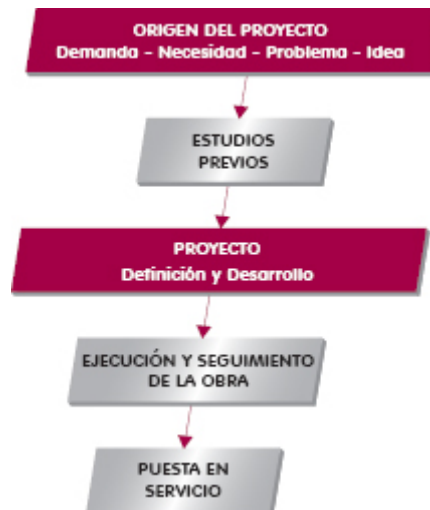 ORIGEN DEL PROYECTO
Demanda – Necesidad – Problema – Idea
ESTUDIOS
PREVIOS
PROYECTO
Definición y Desarrollo
EJECUCIÓN Y SEGUIMIENTO
DE LA OBRA
PUESTA EN
SERVICIO